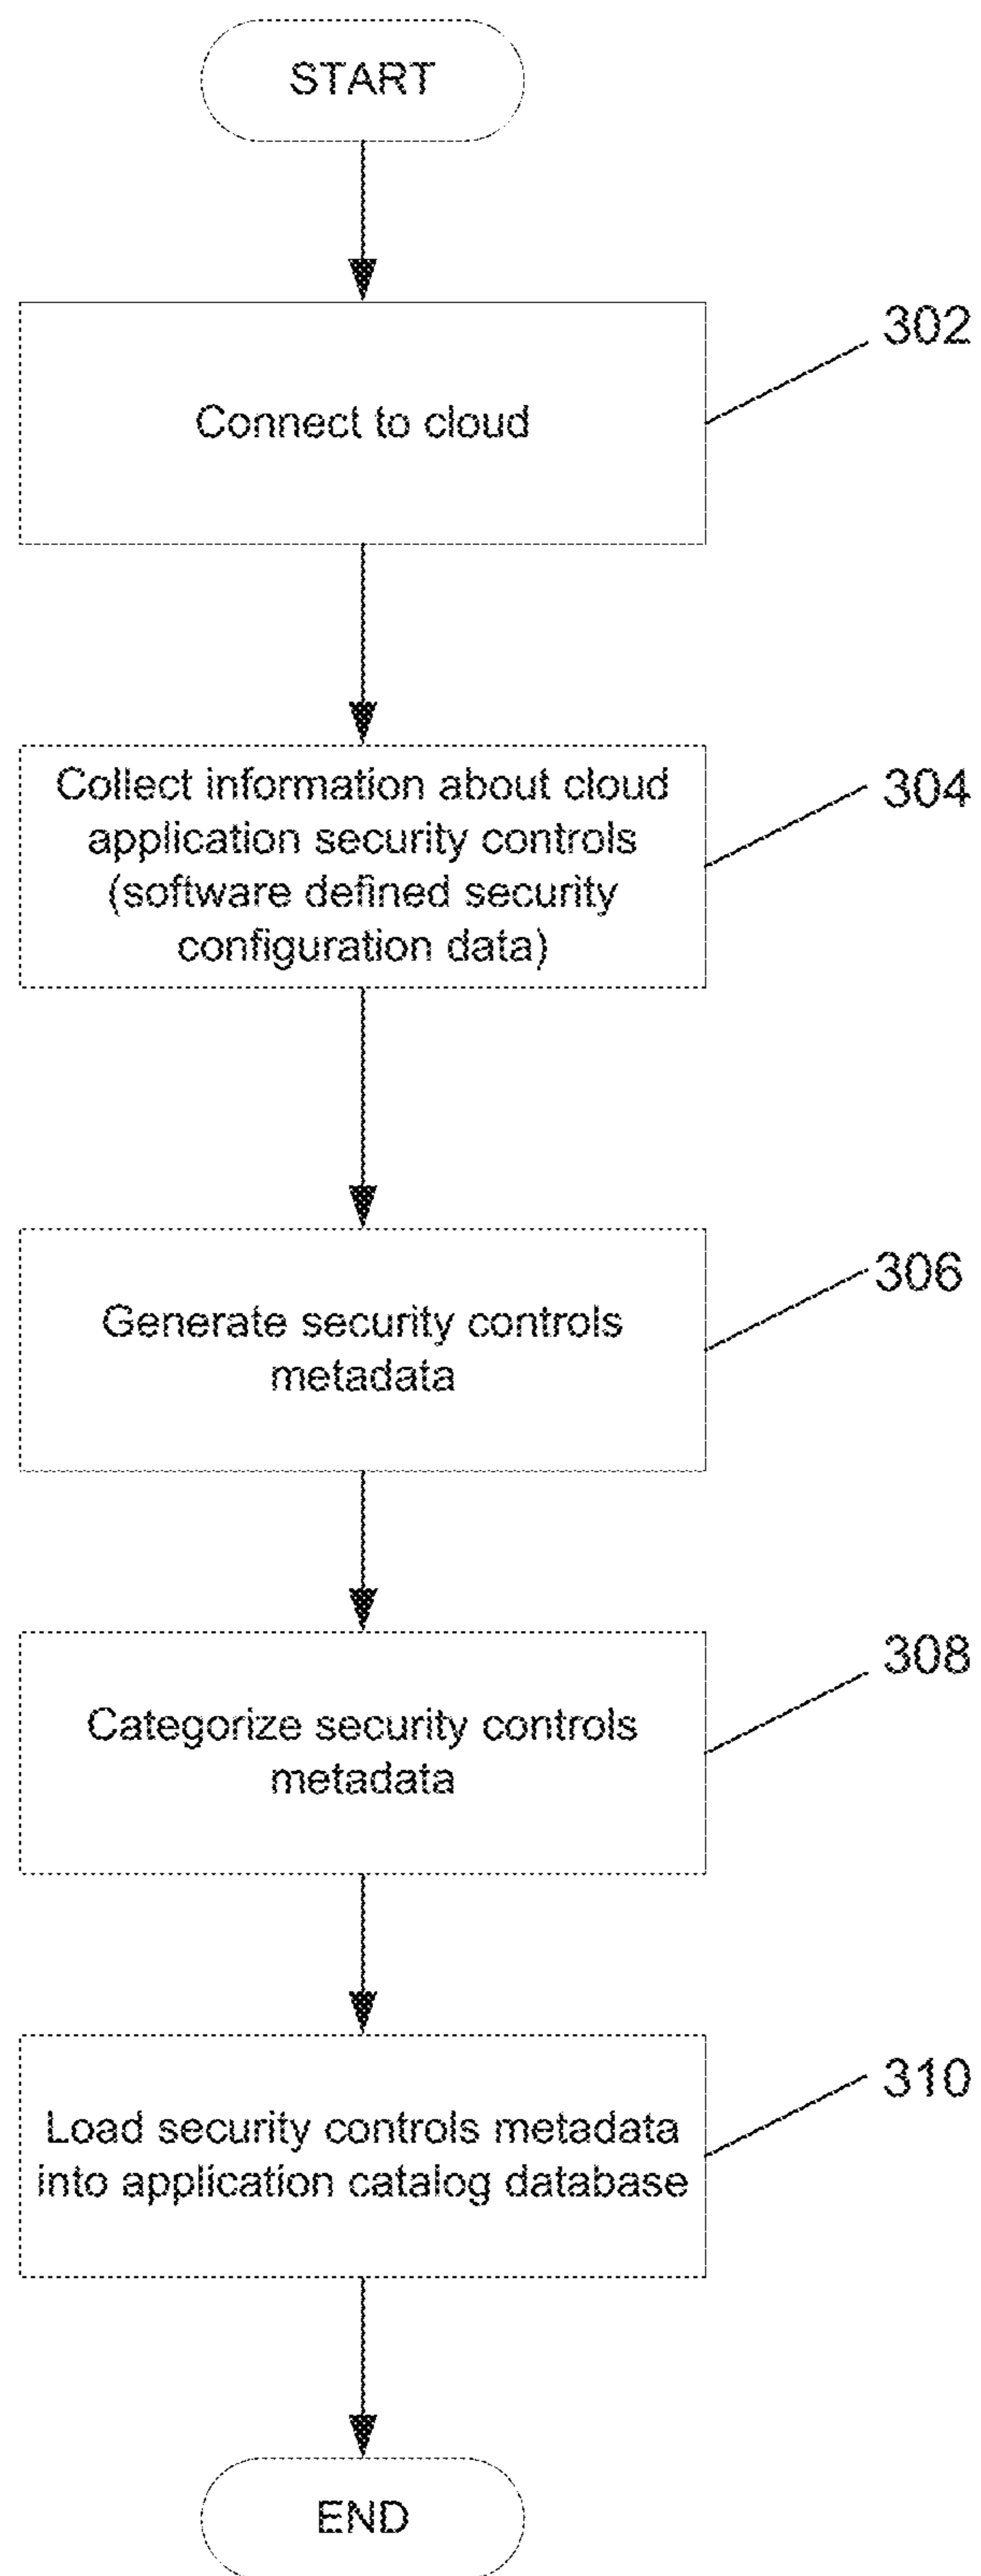 START
302
Connect to cloud
304
Collect information about cloud
application security controls
(software defined security
configuration data)
306
Generate security controls
metadata
308
Categorize security controls
metadata
310
Load security controls metadata
into application catalog database
END